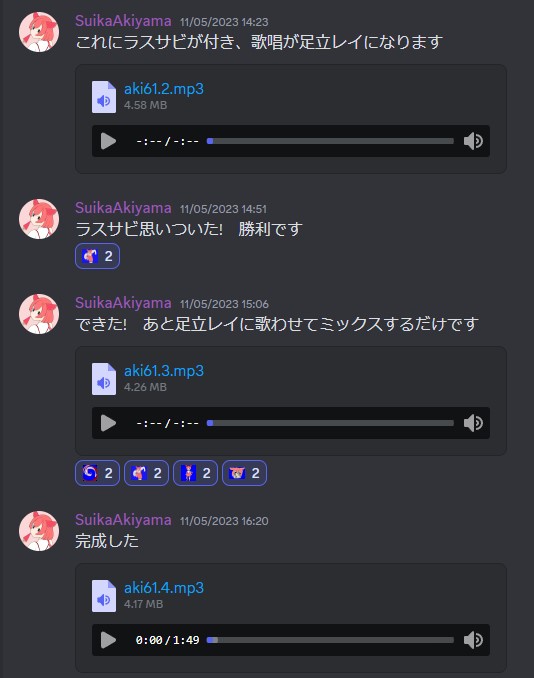 SuikaAkiyama 11/05/2023 14:23
これにラスサビが付き、歌唱が足立レイになります
aki61.2.mp3
4.58 MB
-:-- / -:--
SuikaAkiyama 11/05/2023 14:51
ラスサビ思いついた!　勝利です
2
SuikaAkiyama 11/05/2023 15:06
できた!　あと足立レイに歌わせてミックスするだけです
aki61.3.mp3
4.26 MB
-:-- / -:--
2 2 2 2
SuikaAkiyama 11/05/2023 16:20
完成した
aki61.4.mp3
4.17 MB
0:00 / 1:49